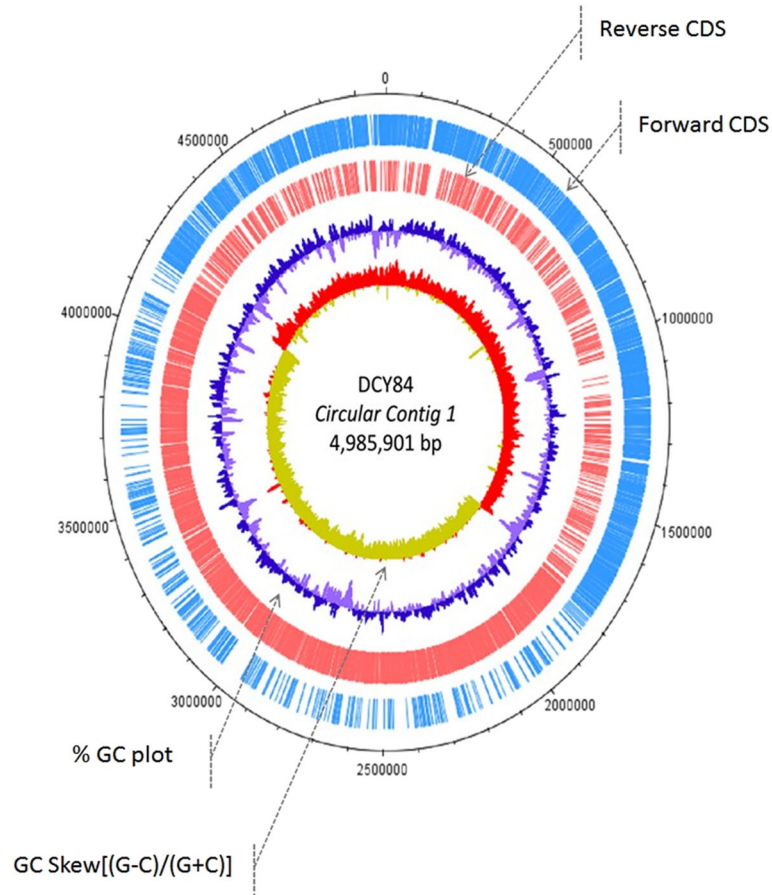 Reverse CDS
0
Forward CDS
4500000
500000
4000000
1000000
DCY84
Circular Contig 1
4,985,901 bp
3500000
1500000
3000000
2000000
% GC plot
2500000
GC Skew[(G-C)/(G+C)]